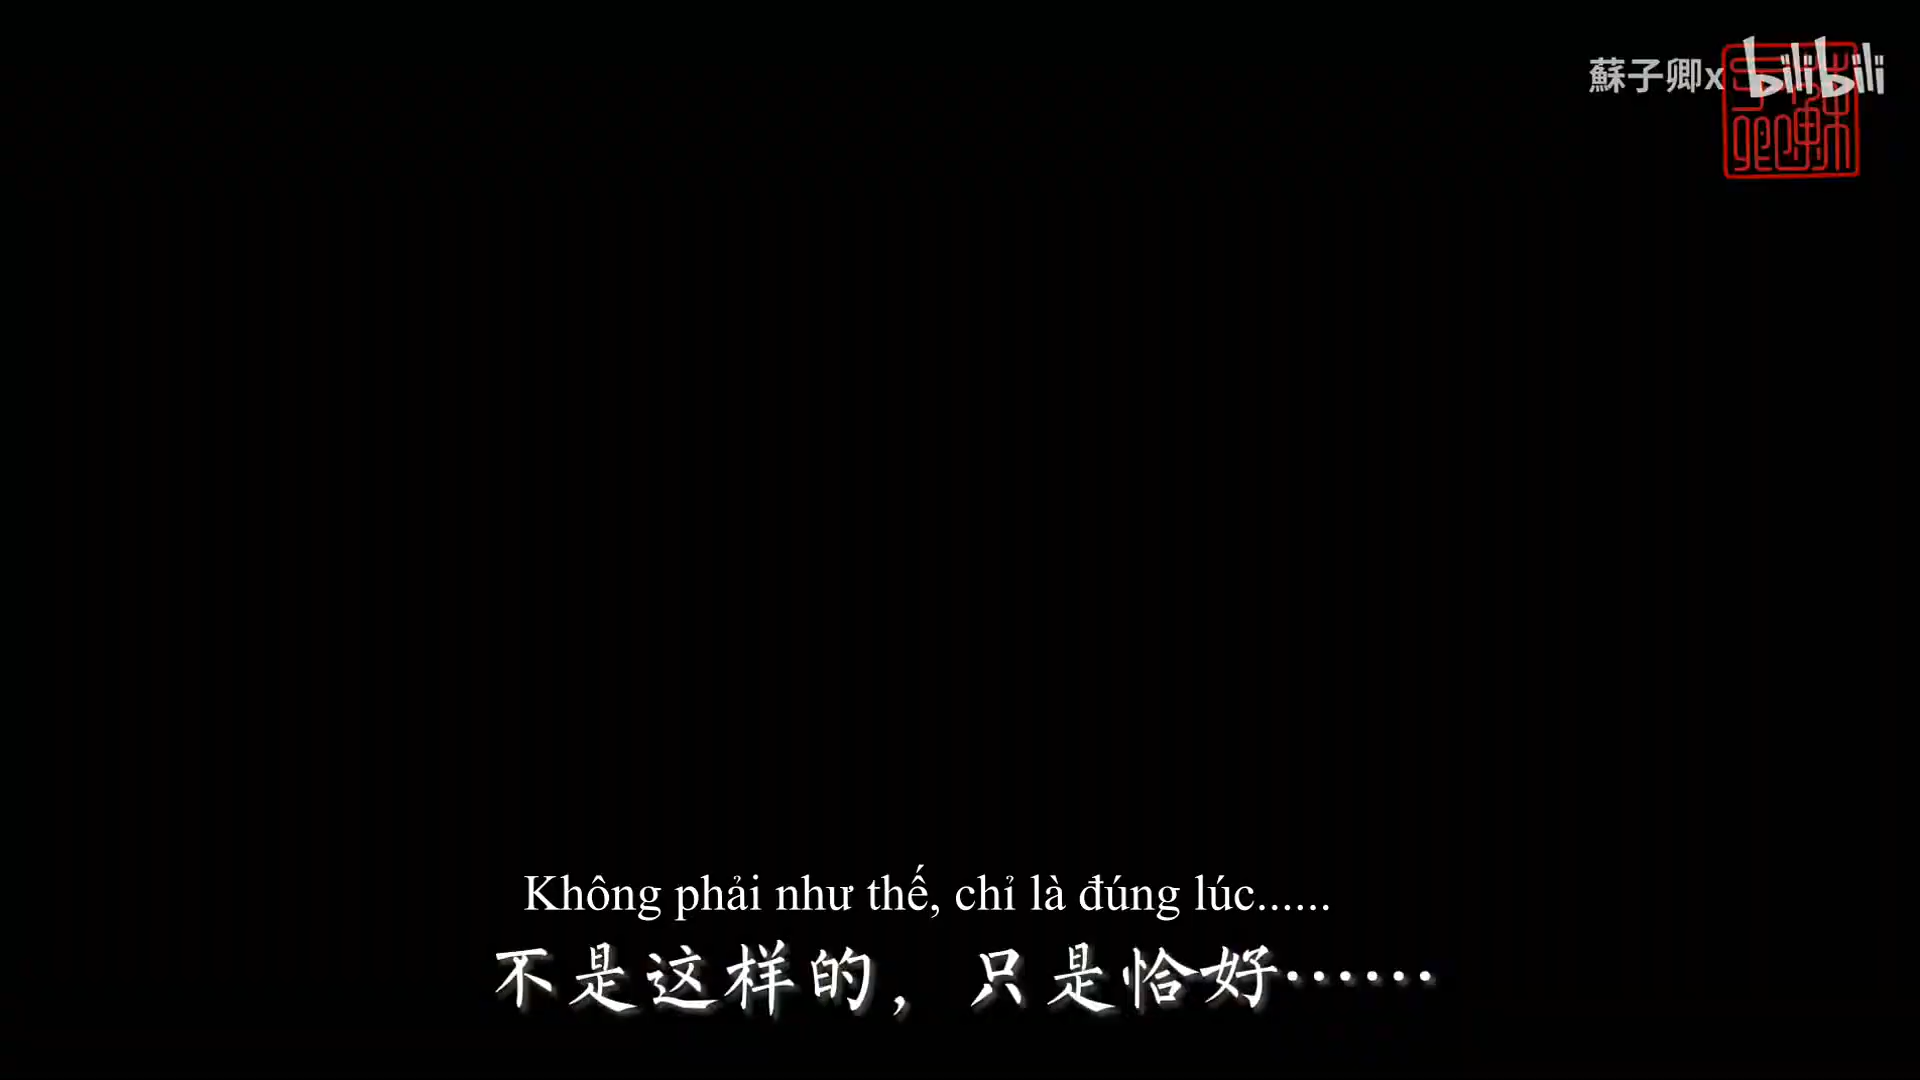 蘇子卿x bilibili
Không phải như thế, chỉ là đúng lúc......
不是这样的，只是恰好……